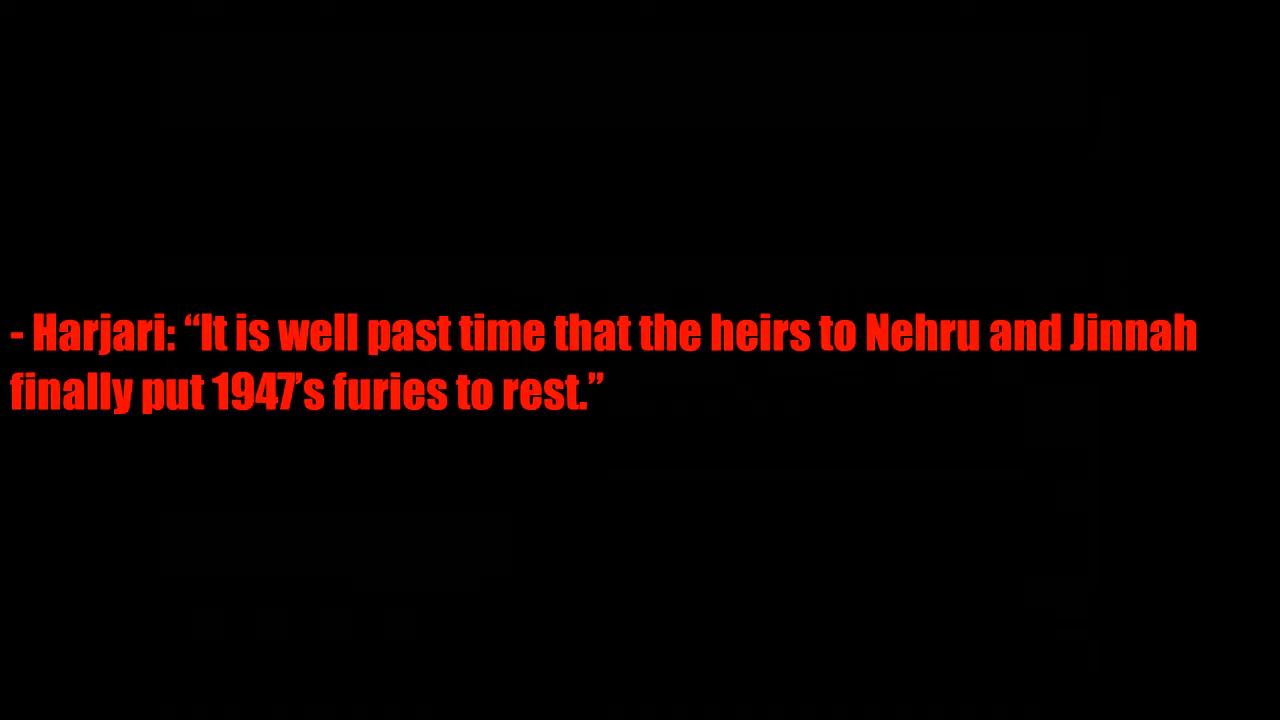 - Harjari: “It is well past time that the heirs to Nehru and Jinnah
finally put 1947’s furies to rest.”